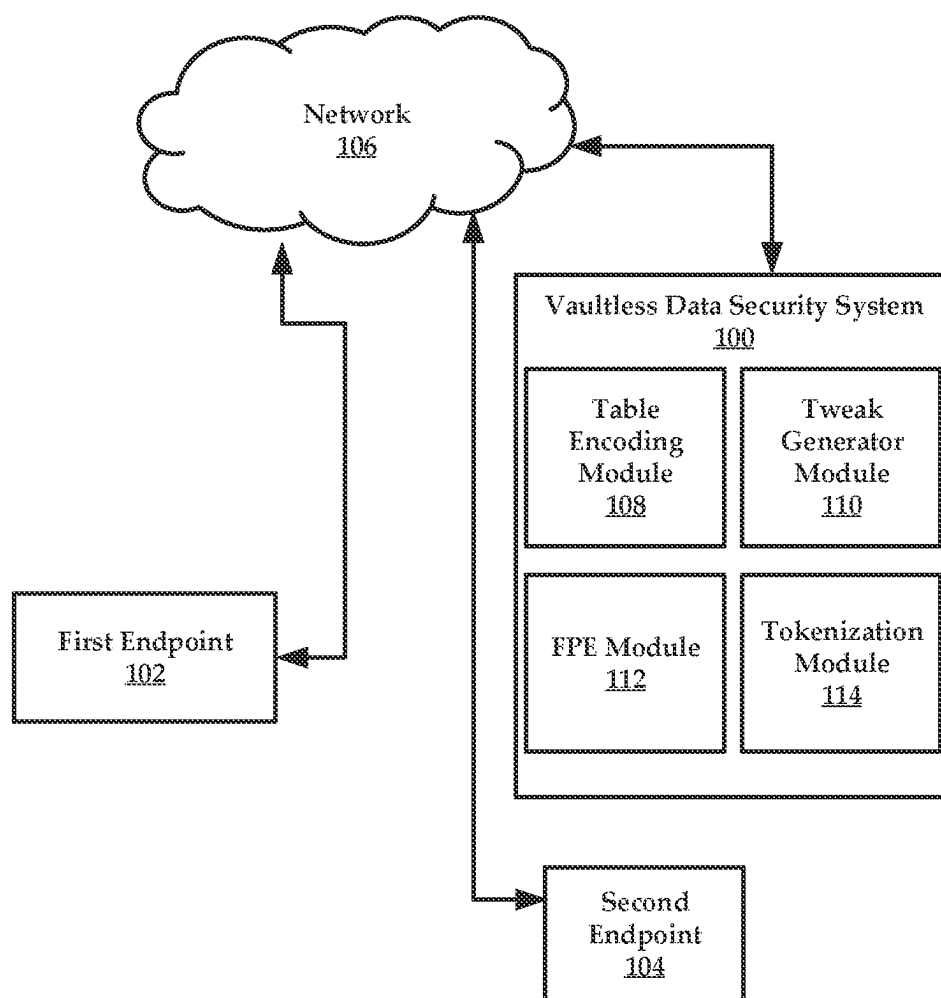 Network
106
Vaultless Data Security System
100
Table
Encoding
Module
108
Tweak
Generator
Module
110
First Endpoint
102
FPE Module
112
Tokenization
Module
114
Second
Endpoint
104